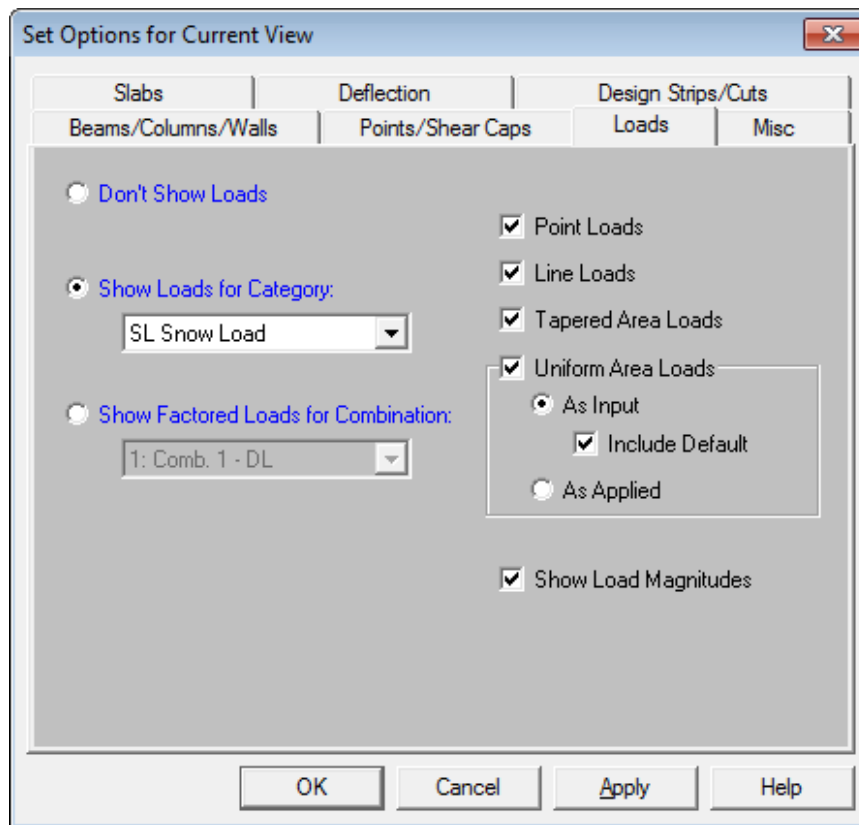 Set Options for Current View
Slabs Deflection Design Strips/Cuts
Beams/Columns/Walls Points/Shear Caps Loads Misc
Don't Show Loads
Show Loads for Category:
SL Snow Load
Show Factored Loads for Combination:
1: Comb. 1 - DL
Point Loads
Line Loads
Tapered Area Loads
Uniform Area Loads
As Input
Include Default
As Applied
Show Load Magnitudes
OK Cancel Apply Help